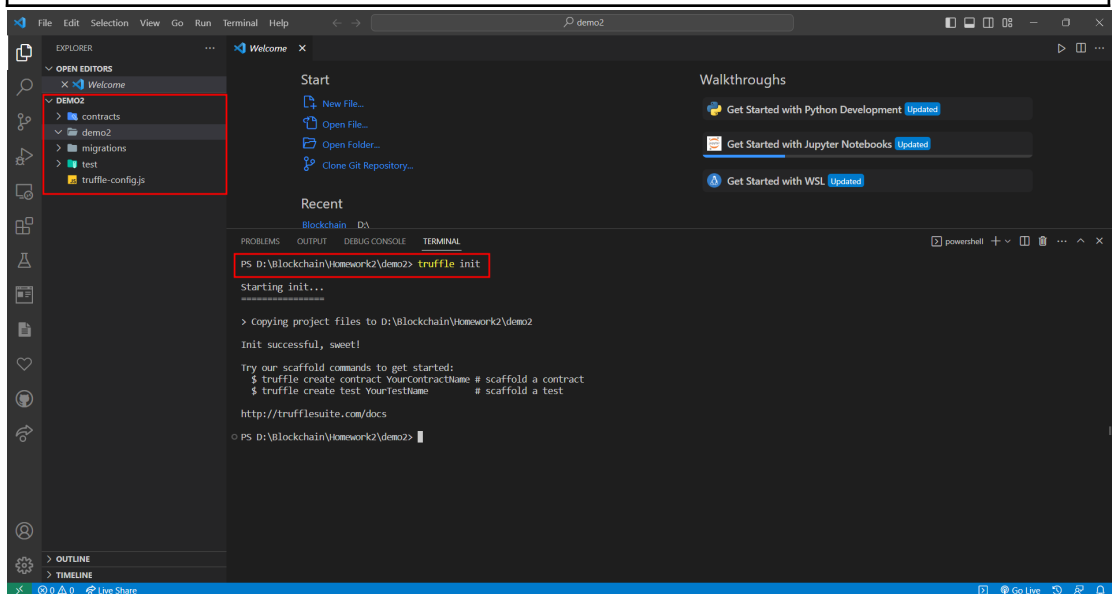 File Edit Selection View Go Run Terminal Help
demo2
EXPLORER
OPEN EDITORS
Welcome
DEMO2
contracts
demo2
migrations
test
truffle-config.js
OUTLINE
TIMELINE
Welcome
Start
New File...
Open File...
Open Folder...
Clone Git Repository...
Recent
Blockchain D:\
Walkthroughs
Get Started with Python Development Updated
Get Started with Jupyter Notebooks Updated
Get Started with WSL Updated
PROBLEMS OUTPUT DEBUG CONSOLE TERMINAL
powershell
PS D:\Blockchain\Homework2\demo2> truffle init
Starting init...
================
> Copying project files to D:\Blockchain\Homework2\demo2
Init successful, sweet!
Try our scaffold commands to get started:
$ truffle create contract YourContractName # scaffold a contract
$ truffle create test YourTestName # scaffold a test
http://trufflesuite.com/docs
PS D:\Blockchain\Homework2\demo2>
0 0 Live Share
Go Live